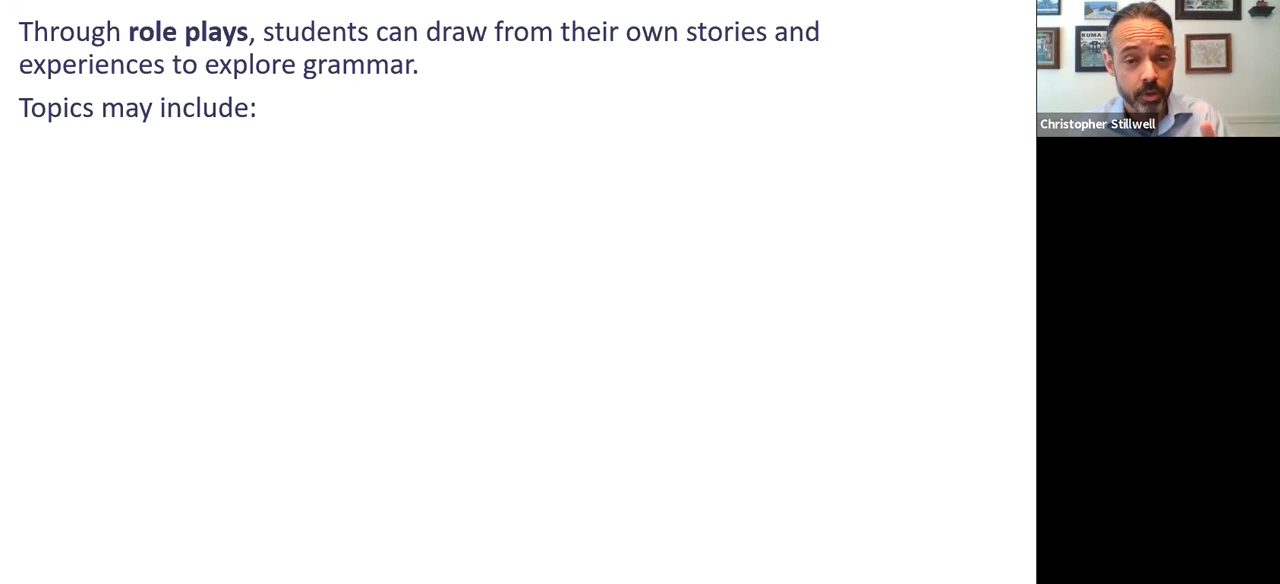 Through role plays, students can draw from their own stories and
experiences to explore grammar.
Topics may include:
KUMA
Christopher Stillwell